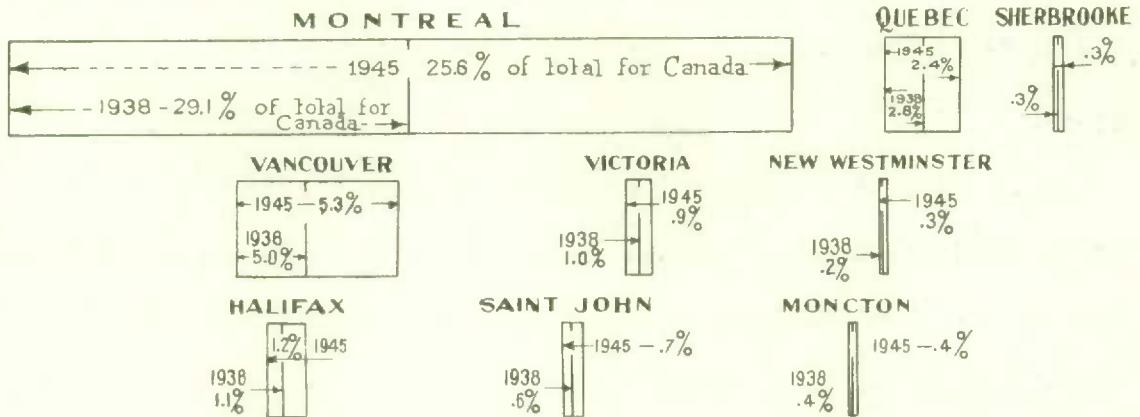 MONTREAL
1945 25.6% of total for Canada
1938 - 29.1% of total for
Canada
QUEBEC
1945
2.4%
1938
2.8%
SHERBROOKE
.3%
.3%
VANCOUVER
1945 - 5.3%
1938
5.0%
VICTORIA
1945
.9%
1938
1.0%
NEW WESTMINSTER
1945
.3%
1938
.2%
HALIFAX
1.2% 1945
1938
1.1%
SAINT JOHN
1945 - .7%
1938
.6%
MONCTON
1945 - .4%
1938
.4%